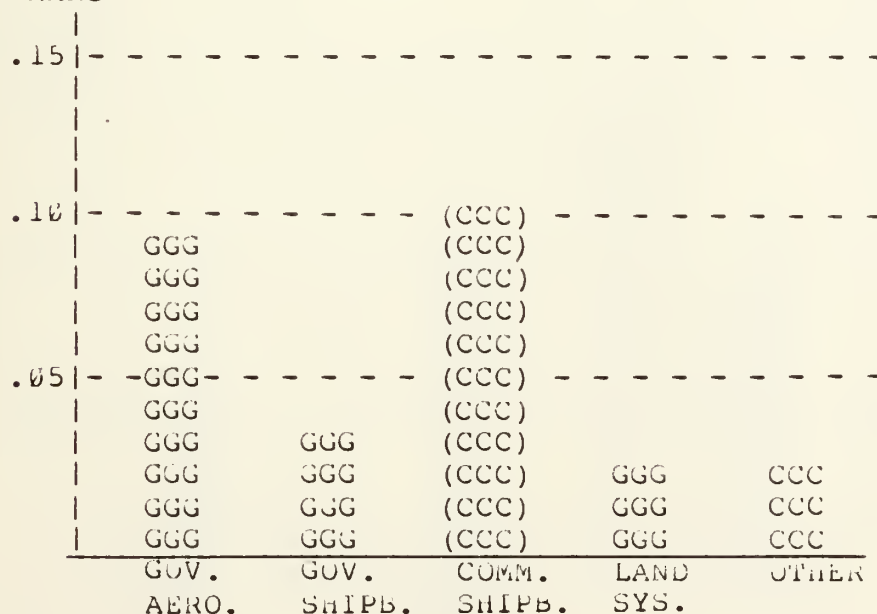 .15|- - - - - - - - - - - - - - - - -
.10|- - - - - - - (CCC) - - - - - - -
GGG (CCC)
GGG (CCC)
GGG (CCC)
GGG (CCC)
.05|- -GGG- - - - - (CCC) - - - - - - -
GGG (CCC)
GGG GGG (CCC)
GGG GGG (CCC) GGG CCC
GGG GGG (CCC) GGG CCC
GGG GGG (CCC) GGG CCC
GOV. GOV. COMM. LAND OTHER
AERO. SHIPB. SHIPB. SYS.